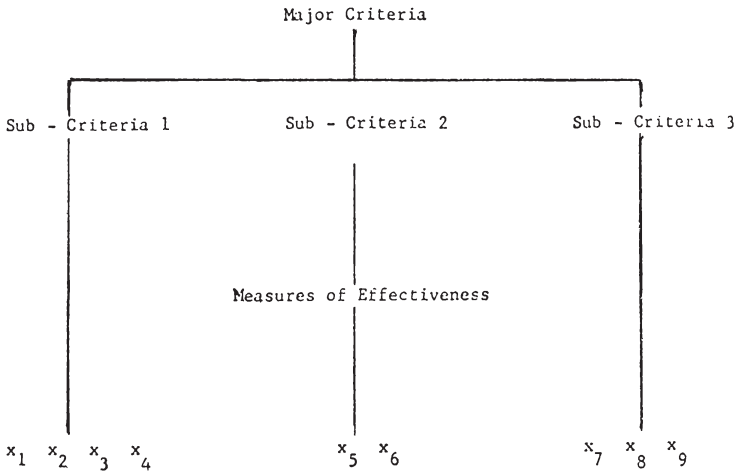 Major Criteria
Sub - Criteria 1 Sub - Criteria 2 Sub - Criteria 3
Measures of Effectiveness
x₁ x₂ x₃ x₄ x₅ x₆ x₇ x₈ x₉